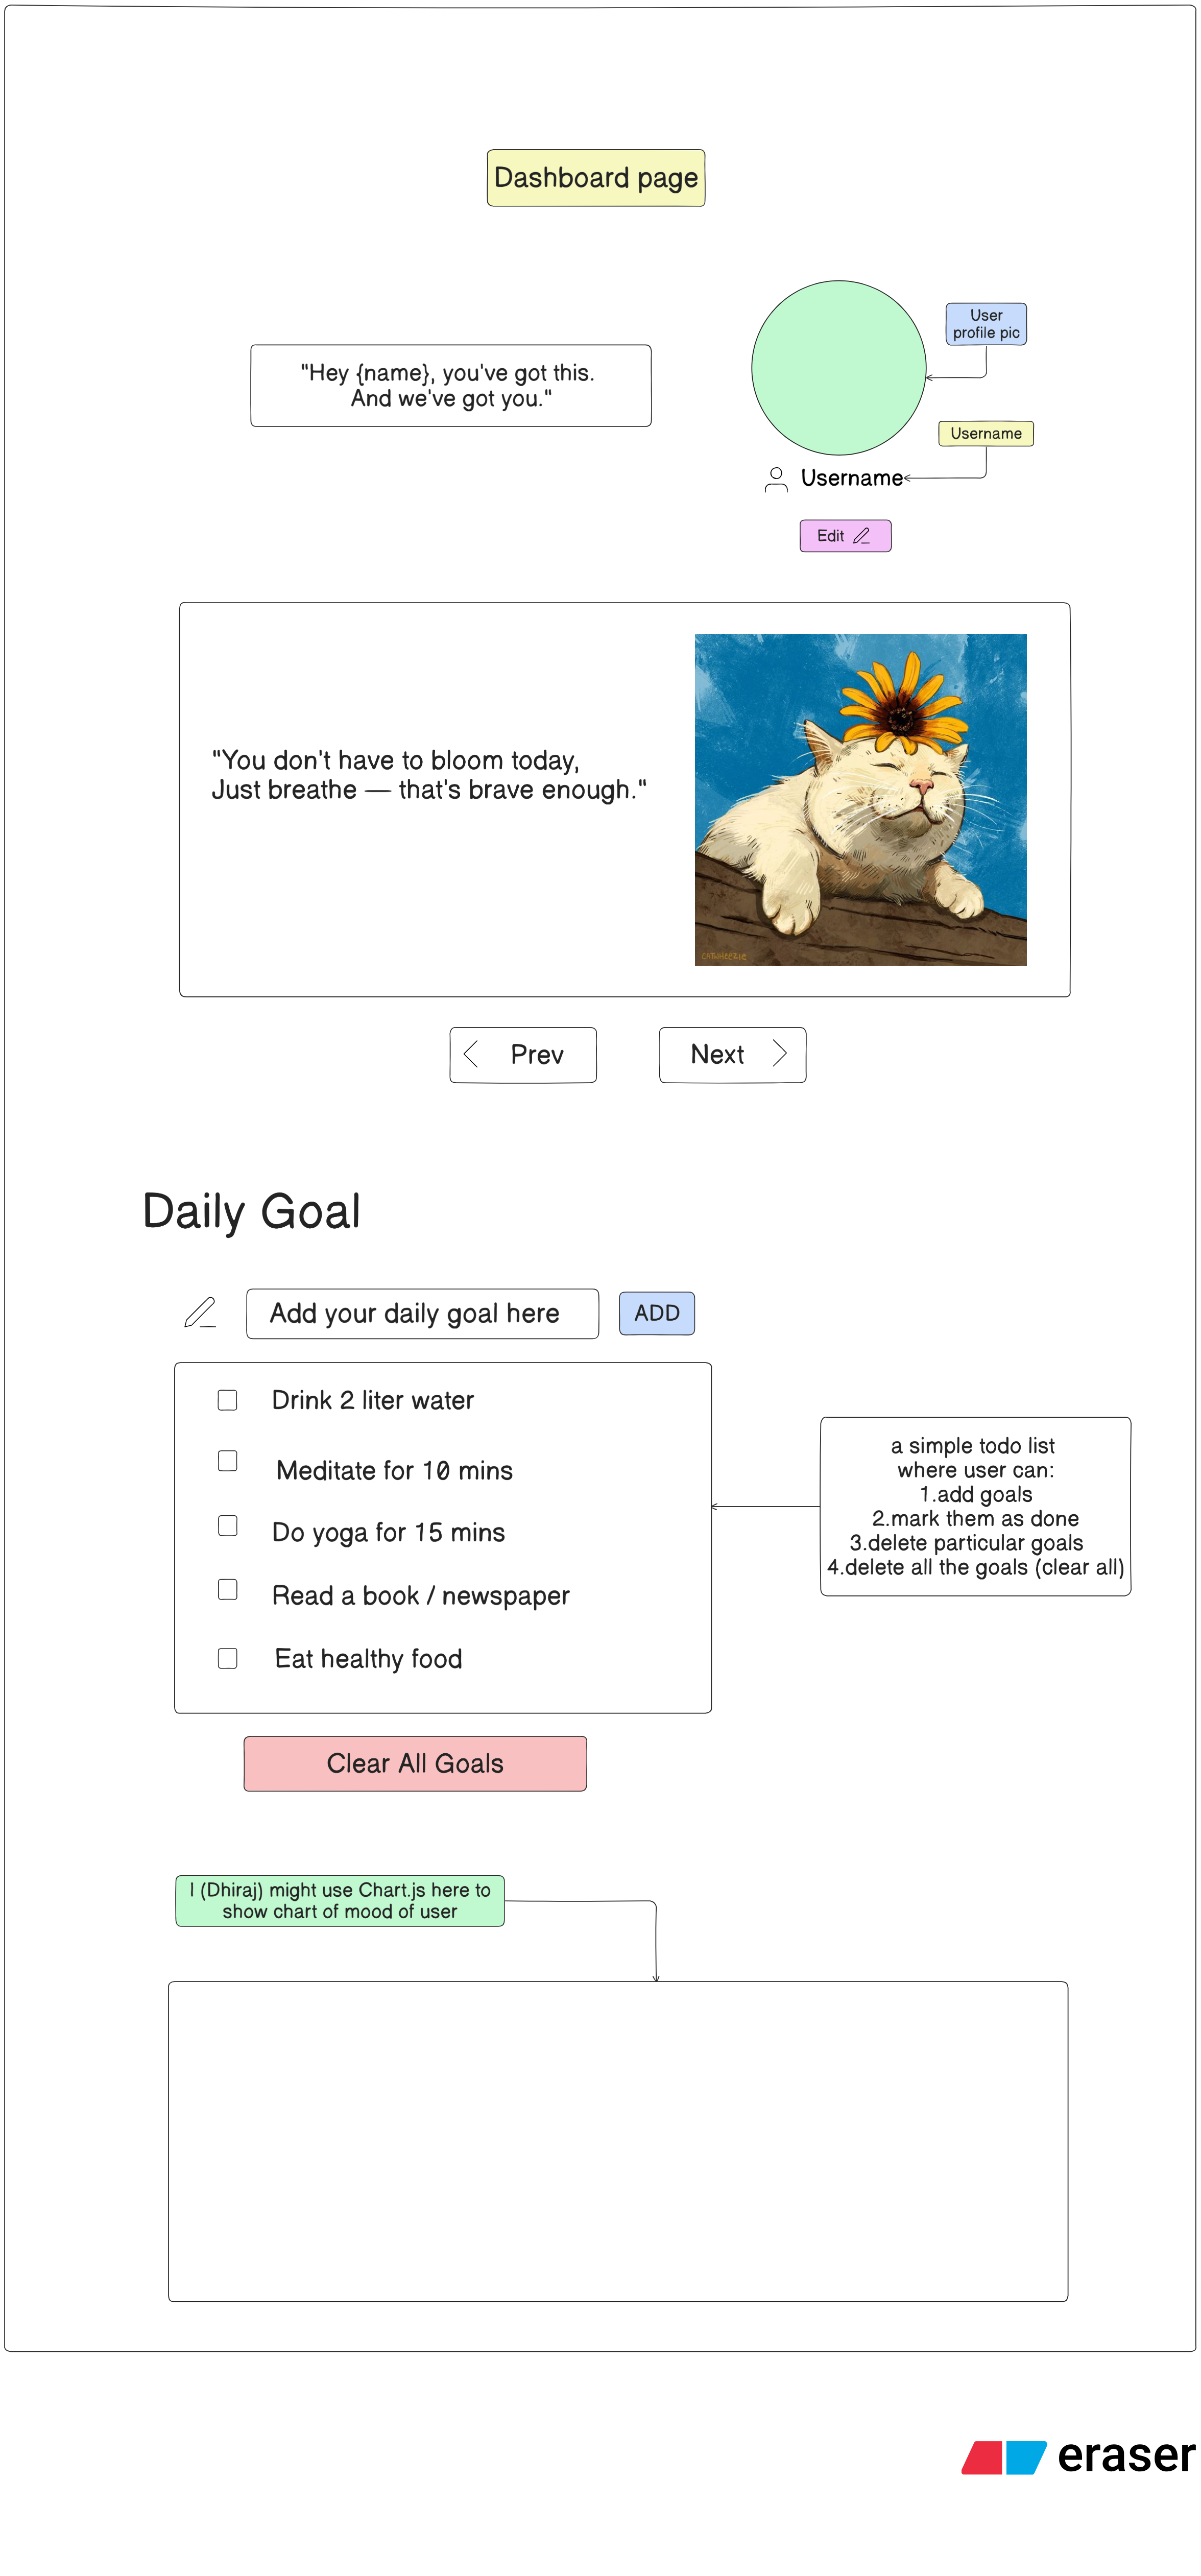 Dashboard page
User
profile pic
"Hey {name}, you've got this.
And we've got you."
Username
Username
Edit
"You don't have to bloom today,
Just breathe — that's brave enough."
CATWHEEZIE
Prev
Next
Daily Goal
Add your daily goal here
ADD
Drink 2 liter water
Meditate for 10 mins
Do yoga for 15 mins
Read a book / newspaper
Eat healthy food
a simple todo list
where user can:
1.add goals
2.mark them as done
3.delete particular goals
4.delete all the goals (clear all)
Clear All Goals
I (Dhiraj) might use Chart.js here to
show chart of mood of user
eraser